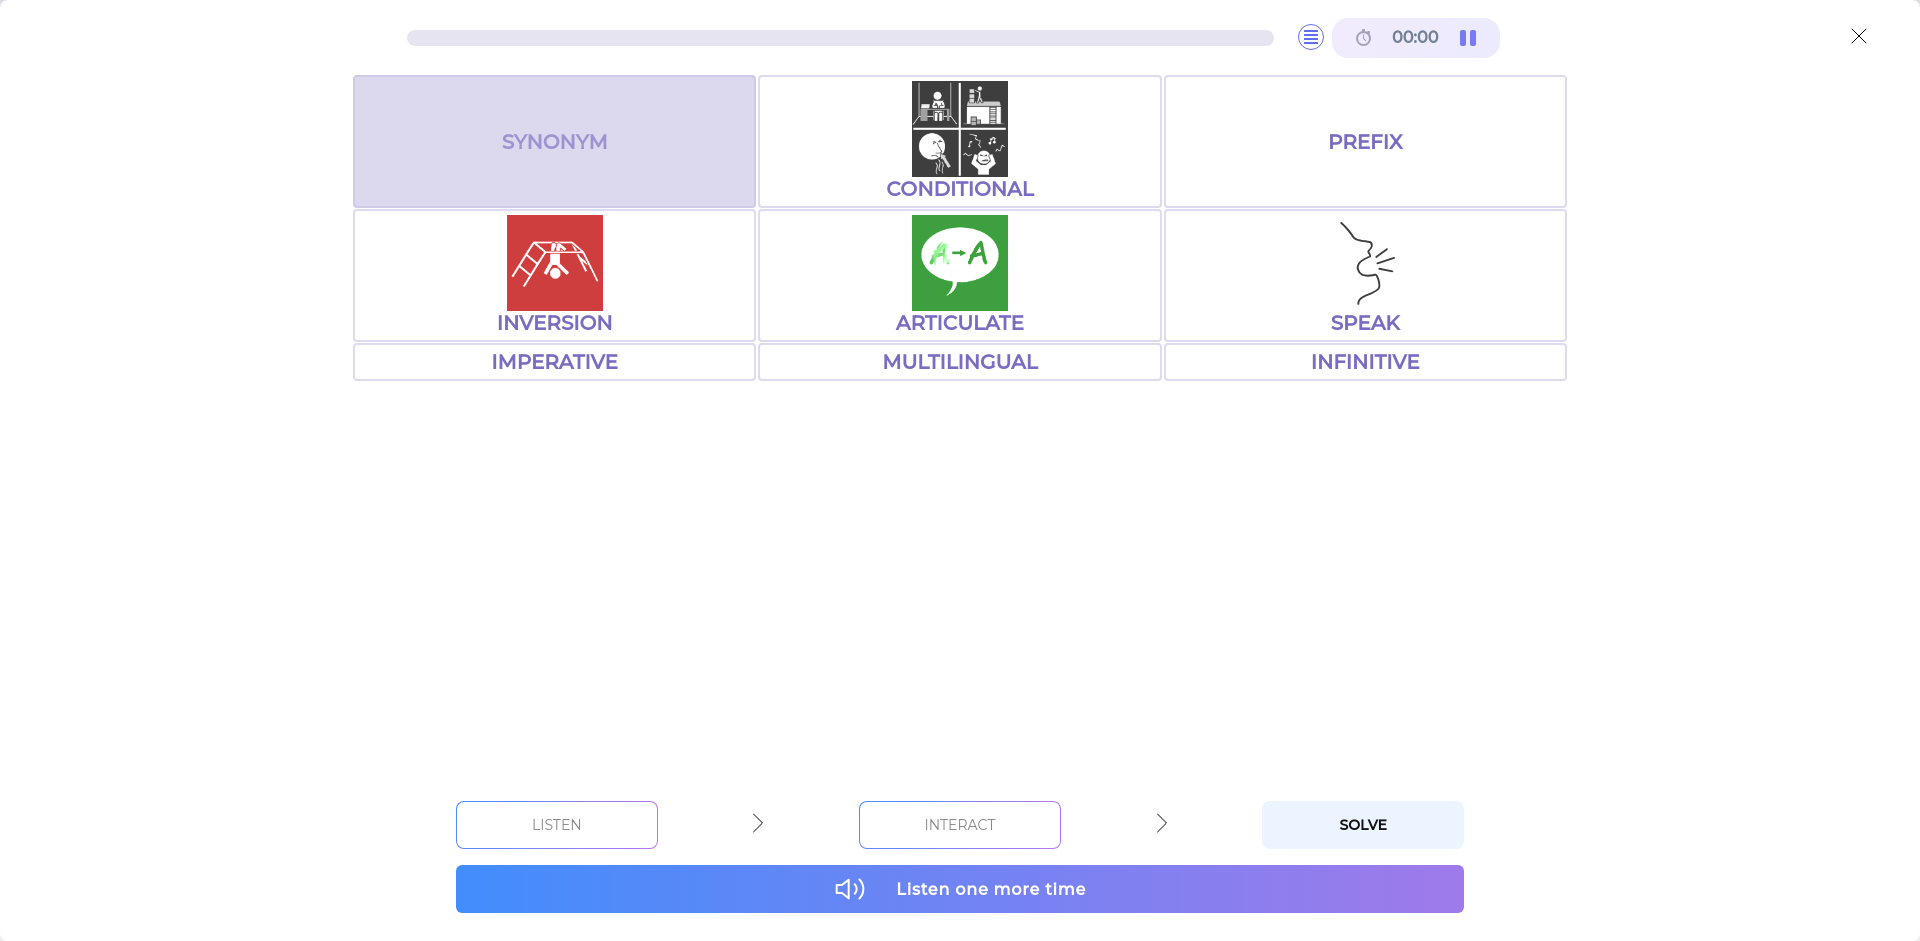 00:00
SYNONYM
CONDITIONAL
PREFIX
INVERSION
A→A
ARTICULATE
SPEAK
IMPERATIVE
MULTILINGUAL
INFINITIVE
LISTEN
INTERACT
SOLVE
Listen one more time